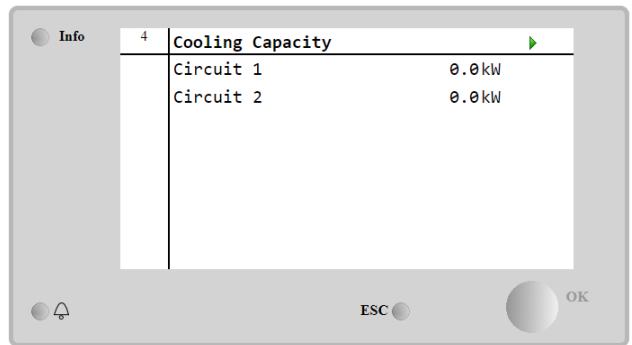 Info
4 Cooling Capacity
Circuit 1 0.0kW
Circuit 2 0.0kW
ESC
OK